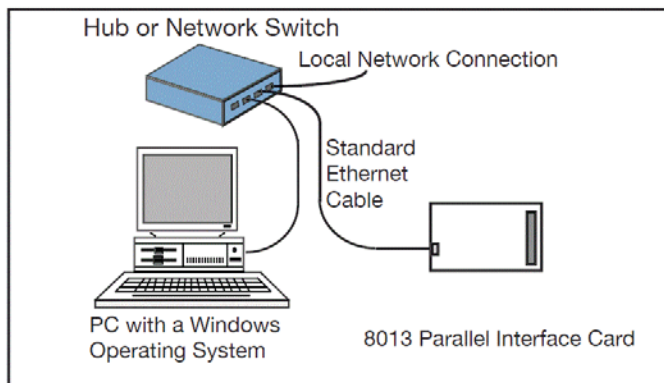 Hub or Network Switch
Local Network Connection
Standard
Ethernet
Cable
PC with a Windows
Operating System
8013 Parallel Interface Card